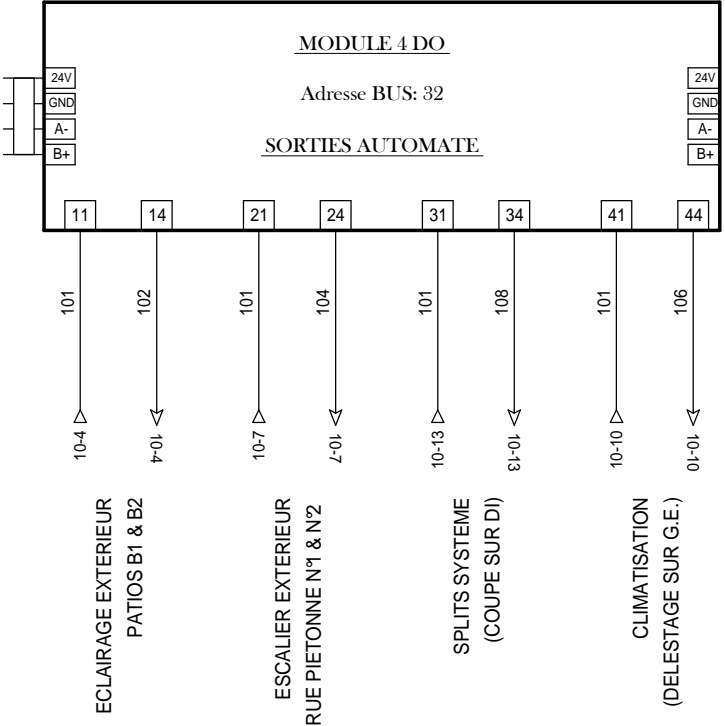 MODULE 4 DO
Adresse BUS: 32
SORTIES AUTOMATE
24V
GND
A-
B+
24V
GND
A-
B+
11
14
21
24
31
34
41
44
101
102
101
104
101
108
101
106
10-4
10-4
10-7
10-7
10-13
10-13
10-10
10-10
ECLAIRAGE EXTERIEUR
PATIOS B1 & B2
ESCALIER EXTERIEUR
RUE PIETONNE N°1 & N°2
SPLITS SYSTEME
(COUPE SUR DI)
CLIMATISATION
(DELESTAGE SUR G.E.)